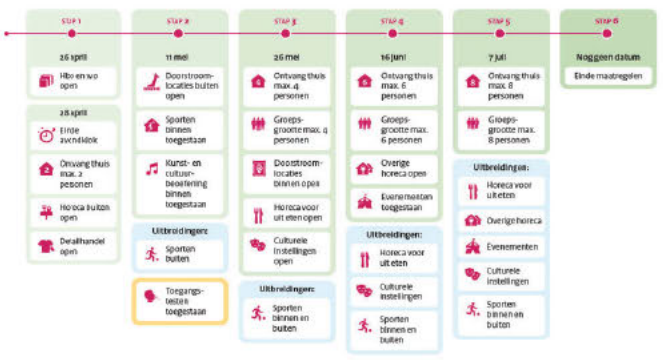 STAP 1
26 april
Hbo en wo
open
28 april
Einde
avondklok
Ontvang thuis
max. 2
personen
Horeca buiten
open
Detailhandel
open
STAP 2
11 mei
Doorstroom-
locaties buiten
open
Sporten
binnen
toegestaan
Kunst- en
cultuur-
beoefening
binnen
toegestaan
Uitbreidingen:
Sporten
buiten
Toegangs-
testen
toegestaan
STAP 3
26 mei
Ontvang thuis
max. 4
personen
Groeps-
grootte max. 4
personen
Doorstroom-
locaties
binnen open
Horeca voor
uit eten open
Culturele
instellingen
open
Uitbreidingen:
Sporten
binnen en
buiten
STAP 4
16 juni
Ontvang thuis
max. 6
personen
Groeps-
grootte max.
6 personen
Overige
horeca open
Evenementen
toegestaan
Uitbreidingen:
Horeca voor
uit eten
Culturele
instellingen
Sporten
binnen en
buiten
STAP 5
7 juli
Ontvang thuis
max. 8
personen
Groeps-
grootte max.
8 personen
Uitbreidingen:
Horeca voor
uit eten
Overige horeca
Evenementen
Culturele
instellingen
Sporten
binnen en
buiten
STAP 6
Nog geen datum
Einde maatregelen